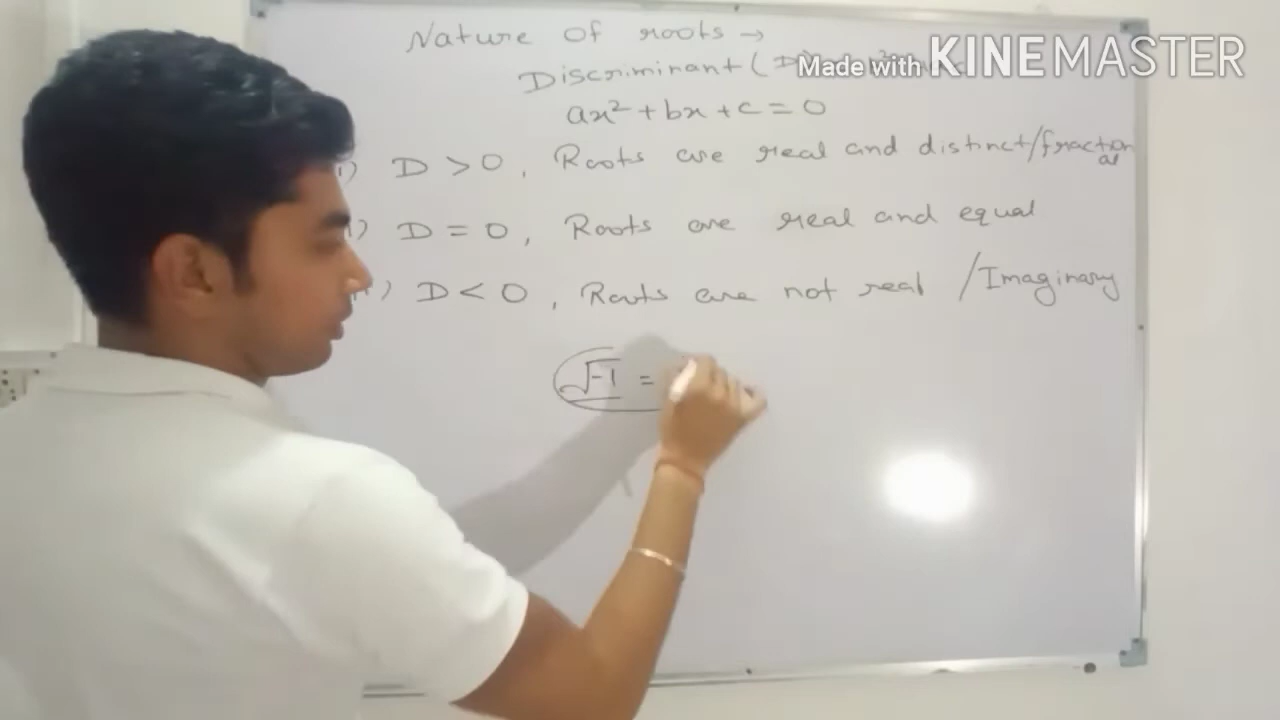 Nature of roots →
Made with KINEMASTER
Discriminant (D
ax² + bx + c = 0
i) D > 0, Roots are real and distinct/fractional
D = 0, Roots are real and equal
D < 0, Roots are not real /Imaginary
√-1 =